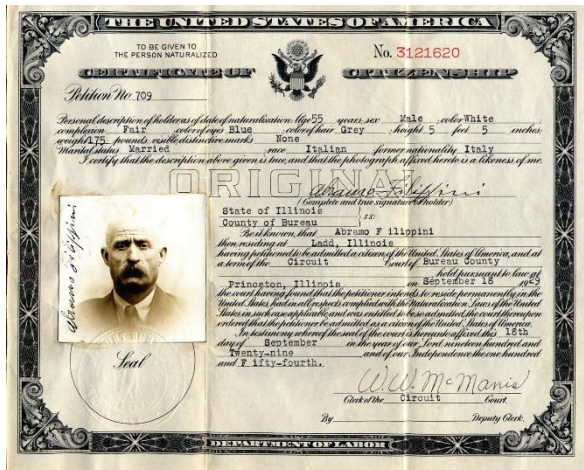 THE UNITED STATES OF AMERICA
TO BE GIVEN TO
THE PERSON NATURALIZED
No. 3121620
CERTIFICATE OF CITIZENSHIP
Petition No. 709
Personal description of holder as of date of naturalization: Age 55 years, sex Male, color White
complexion Fair color of eyes Blue color of hair Grey height 5 feet 5 inches;
weight 175 pounds, visible distinctive marks None
Marital status Married race Italian former nationality Italy
I certify that the description above given is true, and that the photograph affixed hereto is a likeness of me.
ORIGINAL
Abramo Filippini
(Complete and true signature of holder)
State of Illinois
County of Bureau
ss:
Be it known, that Abramo F ilippini
then residing at Ladd, Illinois
having petitioned to be admitted a citizen of the United States of America, and at
a term of the Circuit Court of Bureau County
held pursuant to law at
Princeton, Illinois on September 18 1929
the court having found that the petitioner intends to reside permanently in the
United States, had in all respects complied with the Naturalization Laws of the United
States in such case applicable and was entitled to be so admitted, the court thereupon
ordered that the petitioner be admitted as a citizen of the United States of America.
In testimony whereof the seal of the court is hereunto affixed this 18th
day of September in the year of our Lord nineteen hundred and
Twenty-nine and of our Independence the one hundred
and F ifty-fourth.
Abramo Filippini
Seal
W.W. McManis
Clerk of the Circuit Court.
By Deputy Clerk.
DEPARTMENT OF LABOR